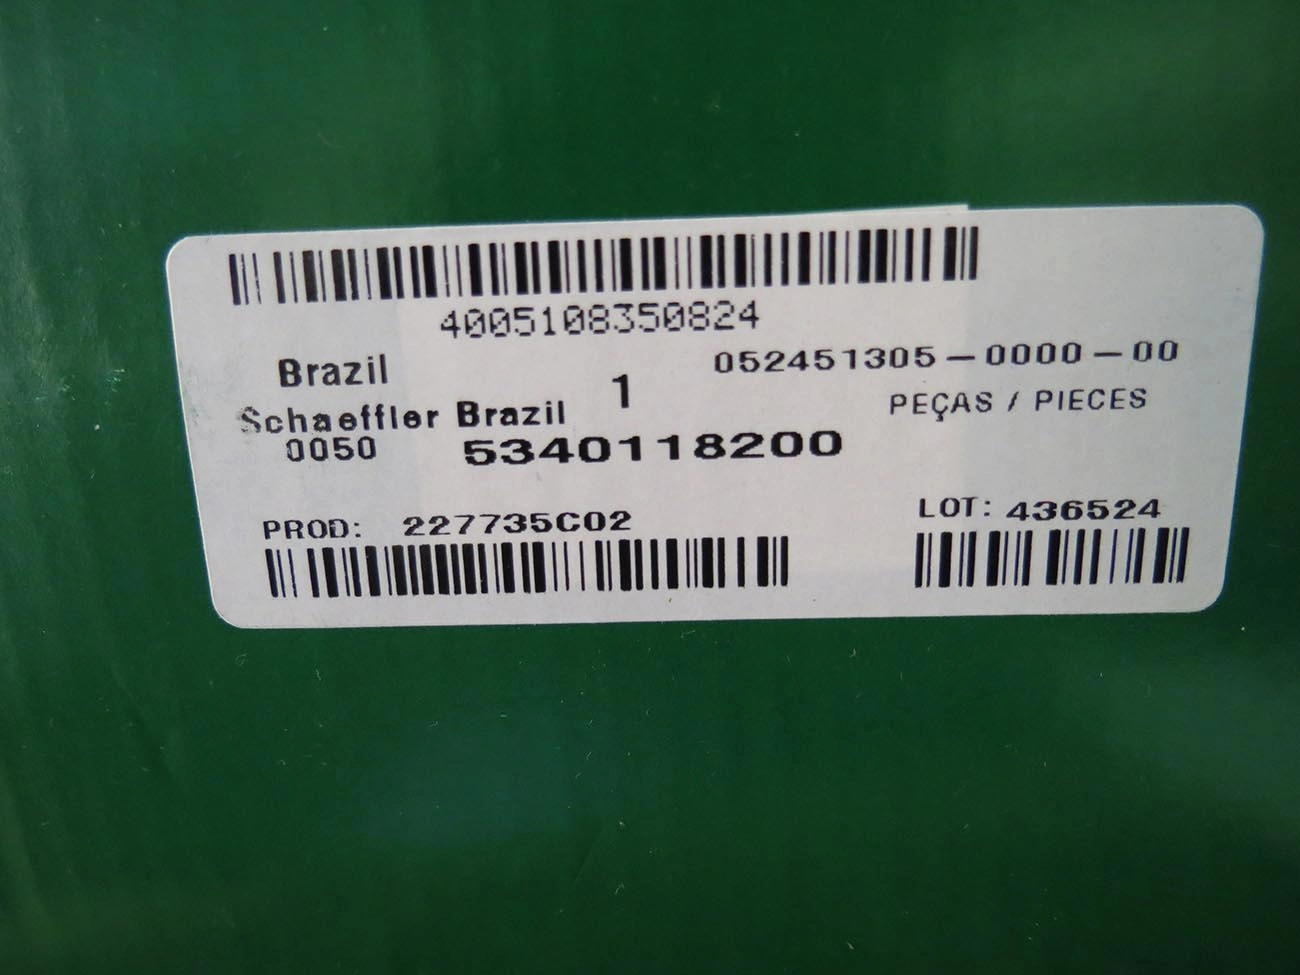 4005108350824
Brazil
052451305-0000-00
Schaeffler Brazil 1 PEÇAS / PIECES
0050 5340118200
PROD: 227735C02
LOT: 436524